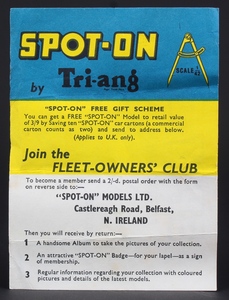 SPOT-ON
SCALE 1/42
by Tri-ang
"SPOT-ON" FREE GIFT SCHEME
You can get a FREE "SPOT-ON" Model to retail value
of 3/9 by Saving ten "SPOT-ON" car cartons (a commercial
carton counts as two) and send to address below.
(Applies to U.K. only).
Join the
FLEET-OWNERS' CLUB
To become a member send a 2/-d. postal order with the form
on reverse side to:—
"SPOT-ON" MODELS LTD.
Castlereagh Road, Belfast,
N. IRELAND
Then you will receive by return:—
1 A handsome Album to take the pictures of your collection.
2 An attractive "SPOT-ON" Badge—for your lapel—as a sign
of membership.
3 Regular information regarding your collection with coloured
pictures and details of the latest models.